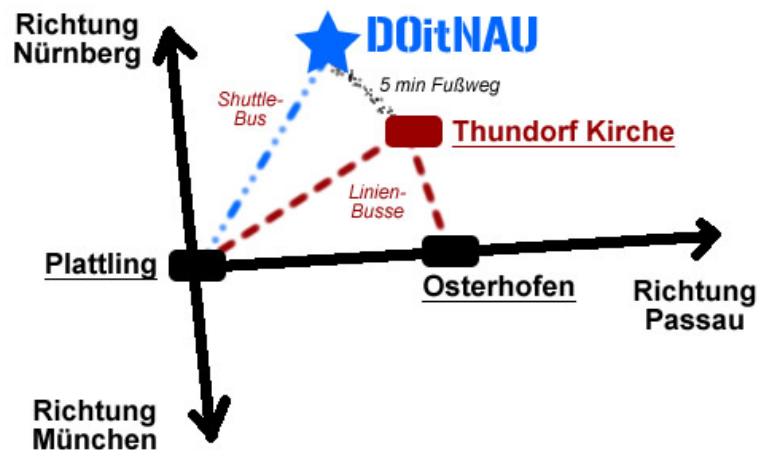 Richtung
Nürnberg
DOitNAU
5 min Fußweg
Shuttle-
Bus
Thundorf Kirche
Linien-
Busse
Plattling
Osterhofen
Richtung
Passau
Richtung
München